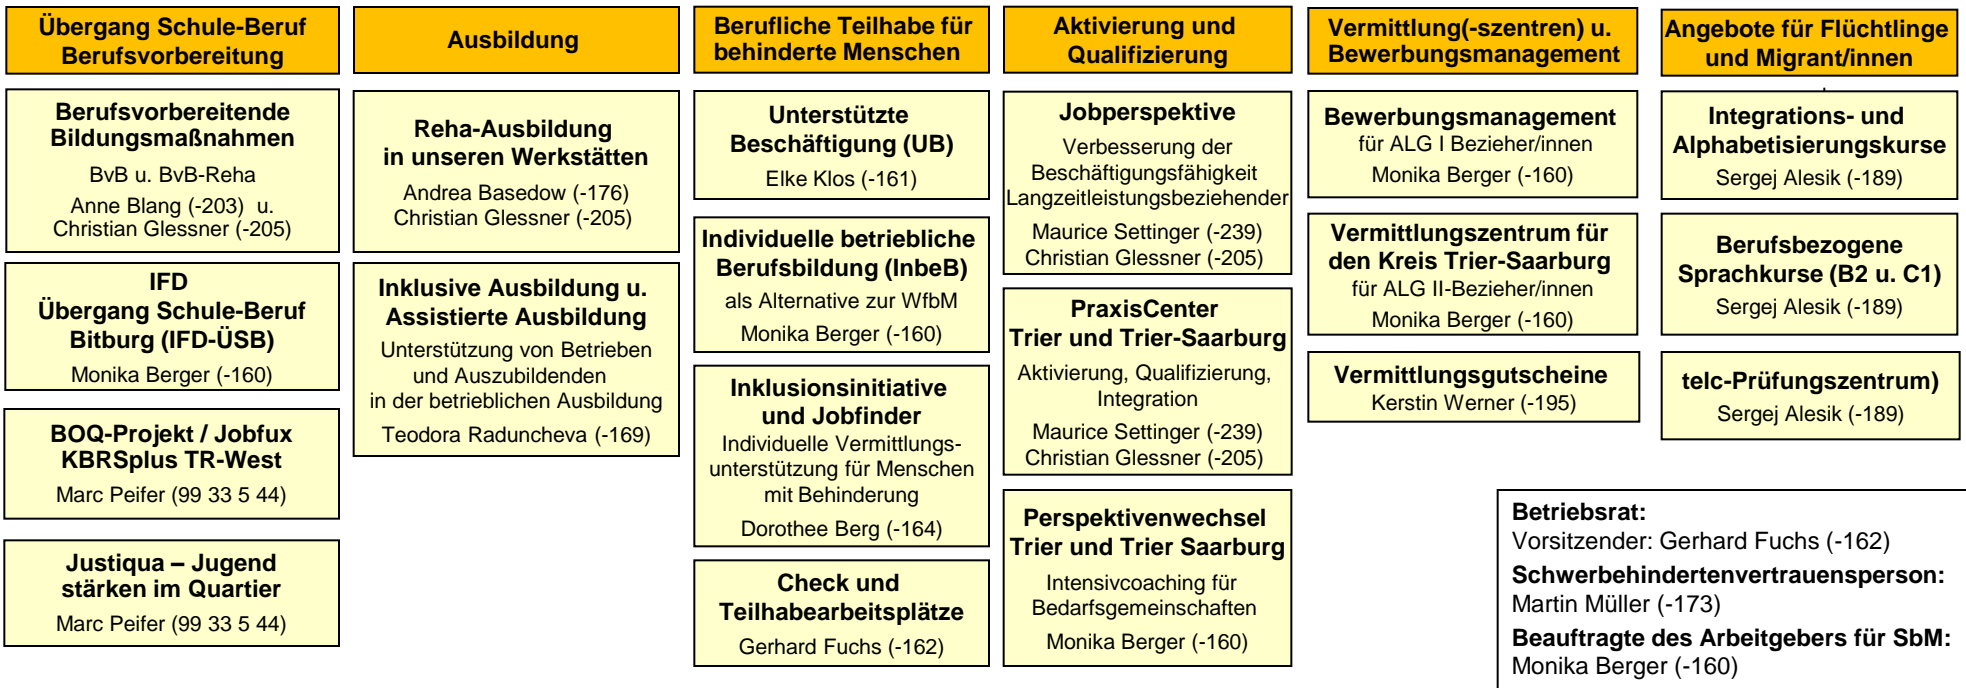 Übergang Schule-Beruf
Berufsvorbereitung
Berufsvorbereitende
Bildungsmaßnahmen
BvB u. BvB-Reha
Anne Blang (-203) u.
Christian Glessner (-205)
IFD
Übergang Schule-Beruf
Bitburg (IFD-ÜSB)
Monika Berger (-160)
BOQ-Projekt / Jobfux
KBRSplus TR-West
Marc Peifer (99 33 5 44)
Justiqua – Jugend
stärken im Quartier
Marc Peifer (99 33 5 44)
Ausbildung
Reha-Ausbildung
in unseren Werkstätten
Andrea Basedow (-176)
Christian Glessner (-205)
Inklusive Ausbildung u.
Assistierte Ausbildung
Unterstützung von Betrieben
und Auszubildenden
in der betrieblichen Ausbildung
Teodora Raduncheva (-169)
Berufliche Teilhabe für
behinderte Menschen
Unterstützte
Beschäftigung (UB)
Elke Klos (-161)
Individuelle betriebliche
Berufsbildung (InbeB)
als Alternative zur WfbM
Monika Berger (-160)
Inklusionsinitiative
und Jobfinder
Individuelle Vermittlungs-
unterstützung für Menschen
mit Behinderung
Dorothee Berg (-164)
Check und
Teilhabearbeitsplätze
Gerhard Fuchs (-162)
Aktivierung und
Qualifizierung
Jobperspektive
Verbesserung der
Beschäftigungsfähigkeit
Langzeitleistungsbeziehender
Maurice Settinger (-239)
Christian Glessner (-205)
PraxisCenter
Trier und Trier-Saarburg
Aktivierung, Qualifizierung,
Integration
Maurice Settinger (-239)
Christian Glessner (-205)
Perspektivenwechsel
Trier und Trier Saarburg
Intensivcoaching für
Bedarfsgemeinschaften
Monika Berger (-160)
Vermittlung(-szentren) u.
Bewerbungsmanagement
Bewerbungsmanagement
für ALG I Bezieher/innen
Monika Berger (-160)
Vermittlungszentrum für
den Kreis Trier-Saarburg
für ALG II-Bezieher/innen
Monika Berger (-160)
Vermittlungsgutscheine
Kerstin Werner (-195)
Angebote für Flüchtlinge
und Migrant/innen
Integrations- und
Alphabetisierungskurse
Sergej Alesik (-189)
Berufsbezogene
Sprachkurse (B2 u. C1)
Sergej Alesik (-189)
telc-Prüfungszentrum)
Sergej Alesik (-189)
Betriebsrat:
Vorsitzender: Gerhard Fuchs (-162)
Schwerbehindertenvertrauensperson:
Martin Müller (-173)
Beauftragte des Arbeitgebers für SbM:
Monika Berger (-160)